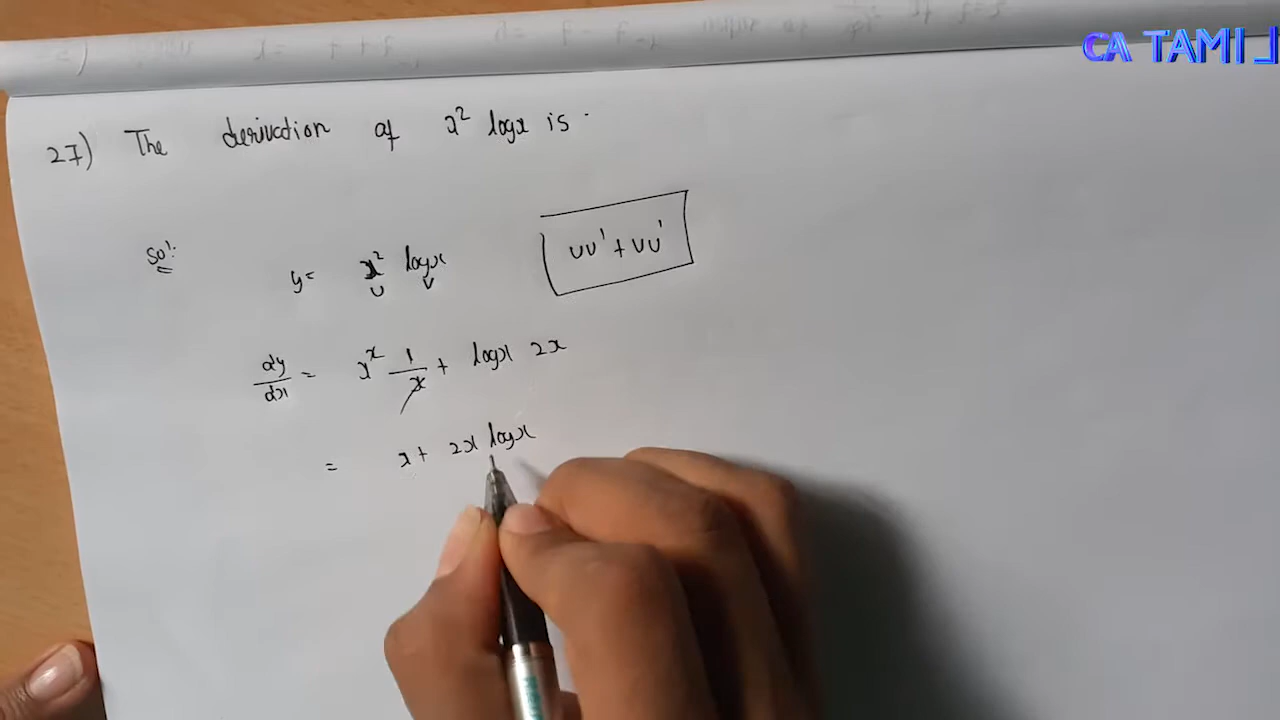 CA TAMIL
27) The derivation of x² logx is.
Sol:
y= x² logx
U V
UV' + VU'
dy/dx = x^x 1/x + logx 2x
= x + 2x logx